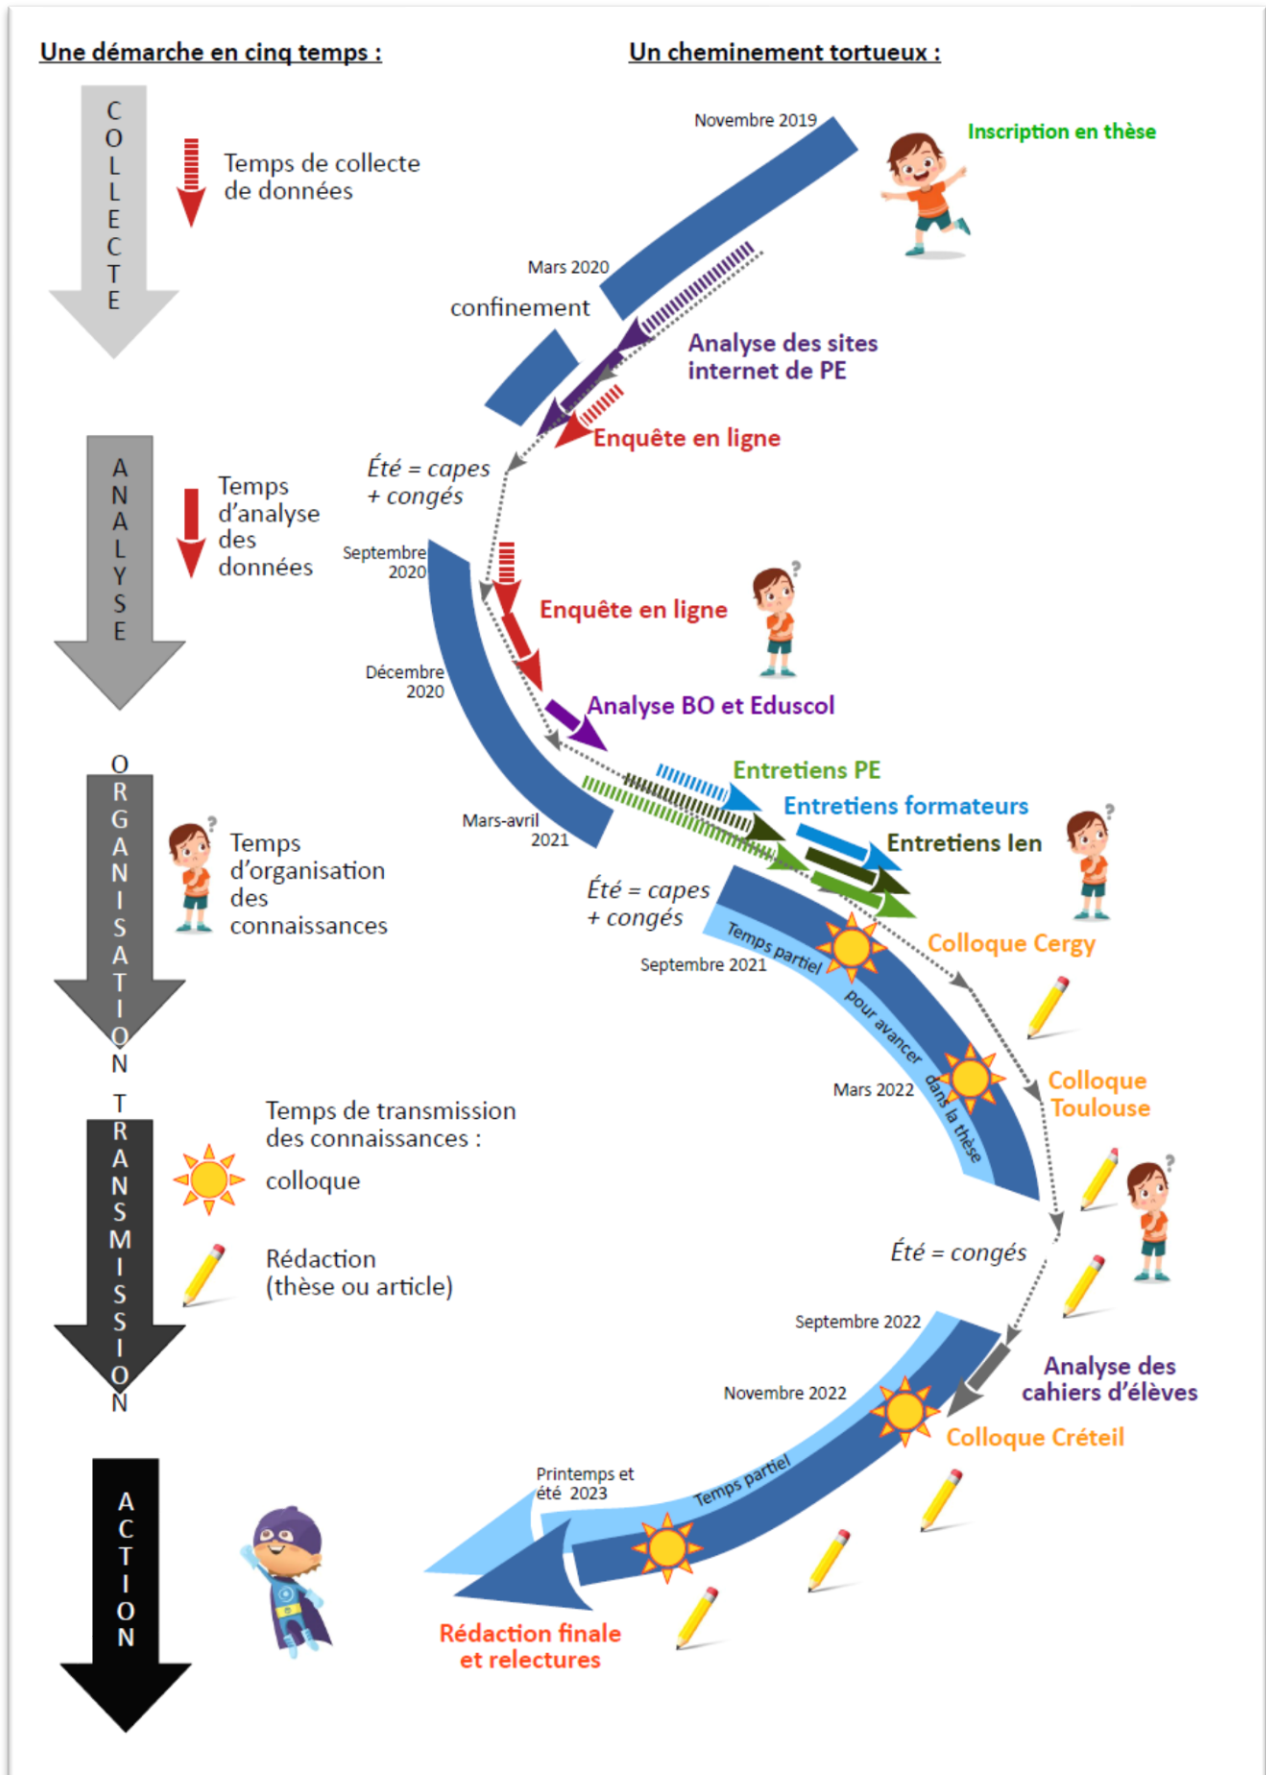 Une démarche en cinq temps :
Un cheminement tortueux :
COLLECTE
Temps de collecte
de données
Novembre 2019
Inscription en thèse
Mars 2020
confinement
Analyse des sites
internet de PE
Enquête en ligne
ANALYSE
Temps
d’analyse
des
données
Été = capes
+ congés
Septembre
2020
?
Enquête en ligne
Décembre
2020
Analyse BO et Eduscol
ORGANISATION
?
Temps
d’organisation
des
connaissances
Entretiens PE
Entretiens formateurs
Entretiens Ien
?
Mars-avril
2021
Été = capes
+ congés
Septembre 2021
Temps partiel pour avancer dans la thèse
Colloque Cergy
Mars 2022
Colloque
Toulouse
TRANSMISSION
Temps de transmission
des connaissances :
colloque
Rédaction
(thèse ou article)
?
Été = congés
Septembre 2022
Analyse des
cahiers d’élèves
Novembre 2022
Colloque Créteil
Temps partiel
Printemps et
été 2023
ACTION
Rédaction finale
et relectures